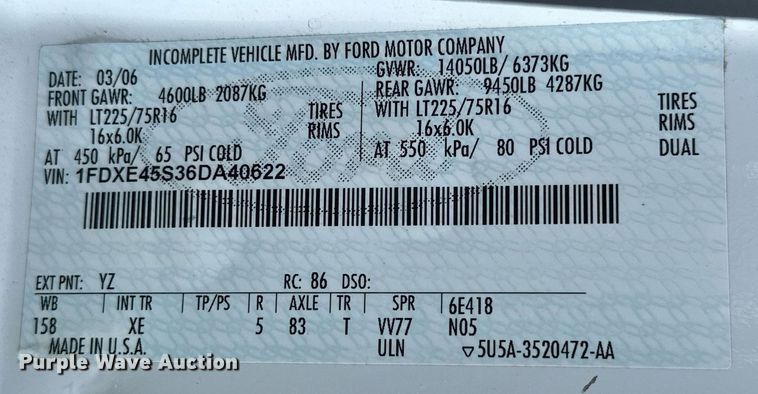 INCOMPLETE VEHICLE MFD. BY FORD MOTOR COMPANY
DATE: 03/06 GVWR: 14050LB/ 6373KG
FRONT GAWR: 4600LB 2087KG REAR GAWR: 9450LB 4287KG
WITH LT225/75R16 TIRES WITH LT225/75R16 TIRES
16x6.0K RIMS 16x6.0K RIMS
AT 450 kPa/ 65 PSI COLD AT 550 kPa/ 80 PSI COLD DUAL
VIN: 1FDXE45S36DA40622
EXT PNT: YZ RC: 86 DSO:
WB INT TR TP/PS R AXLE TR SPR 6E418
158 XE 5 83 T VV77 N05
MADE IN U.S.A. ULN ▽5U5A-3520472-AA
Purple Wave Auction